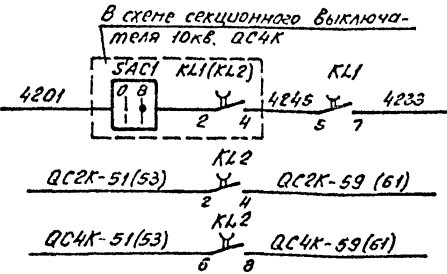 В схеме секционного выключа-
теля 10кв. QC4K
SAC1 KL1(KL2) KL1
0 В
4201 2 4 4245 5 7 4233
KL2
QC2K-51(53) 2 4 QC2K-59 (61)
KL2
QC4K-51(53) 6 8 QC4K-59(61)